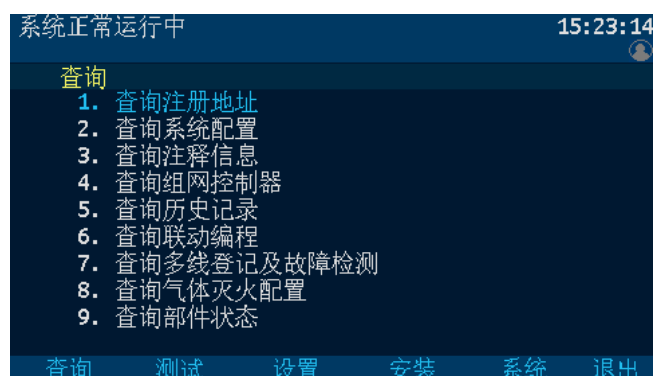 系统正常运行中 15:23:14
查询
1. 查询注册地址
2. 查询系统配置
3. 查询注释信息
4. 查询组网控制器
5. 查询历史记录
6. 查询联动编程
7. 查询多线登记及故障检测
8. 查询气体灭火配置
9. 查询部件状态
查询 测试 设置 安装 系统 退出